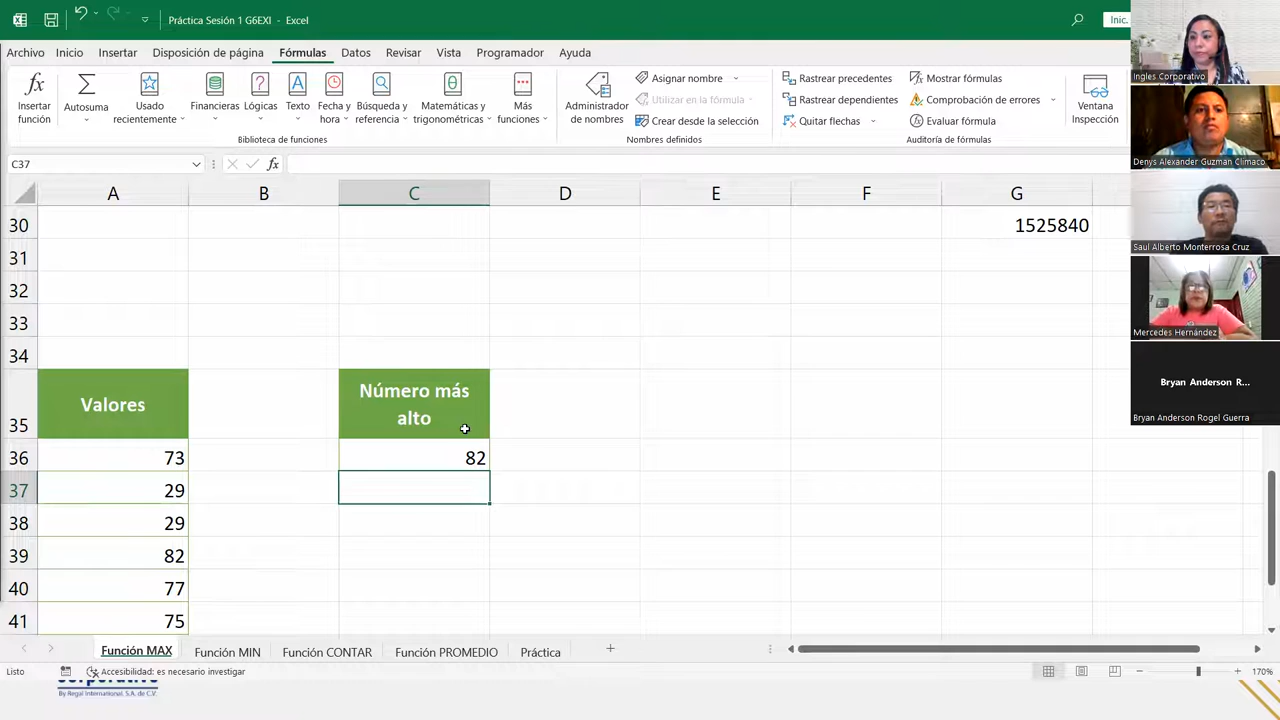 Práctica Sesión 1 G6EXI - Excel
Inic.
Archivo Inicio Insertar Disposición de página Fórmulas Datos Revisar Vista Programador Ayuda
Insertar función
Autosuma
Usado recientemente
Financieras
Lógicas
Texto
Fecha y hora
Búsqueda y referencia
Matemáticas y trigonométricas
Más
Biblioteca de funciones
Administrador de nombres
Asignar nombre
Utilizar en la fórmula
Crear desde la selección
Nombres definidos
Rastrear precedentes
Rastrear dependientes
Quitar flechas
Mostrar fórmulas
Comprobación de errores
Evaluar fórmula
Auditoría de fórmulas
Ventana Inspección
C37
fx
A B C D E F G
30 1525840
31
32
33
34
35 Valores Número más alto
36 73 82
37 29
38 29
39 82
40 77
41 75
Función MAX Función MIN Función CONTAR Función PROMEDIO Práctica
Listo Accesibilidad: es necesario investigar 170%
By Regal International, S.A. de C.V.
Ingles Corporativo
Denys Alexánder Guzmán Clímaco
Saul Alberto Monterrosa Cruz
Mercedes Hernández
Bryan Anderson R...
Bryan Anderson Rogel Guerra